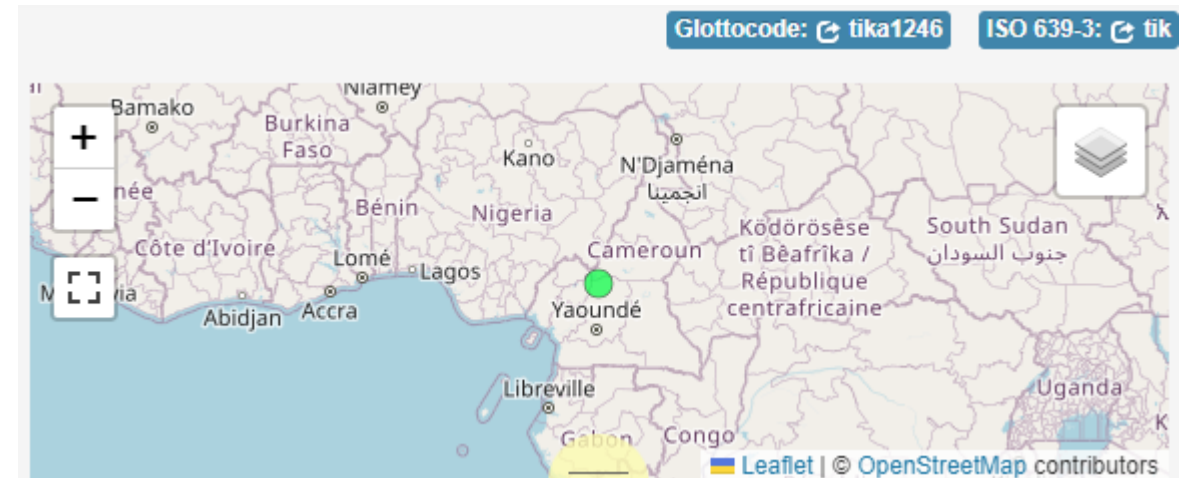 Glottocode: tika1246
ISO 639-3: tik
Niamey
Bamako
Burkina
Faso
Kano
N'Djaména
انجمينا
née
Bénin
Nigeria
Ködörösêse
tî Bêafrîka /
République
centrafricaine
South Sudan
جنوب السودان
Côte d'Ivoire
Lomé
Lagos
Cameroun
via
Abidjan
Accra
Yaoundé
Libreville
Uganda
Gabon
Congo
K
+
−
Leaflet | © OpenStreetMap contributors